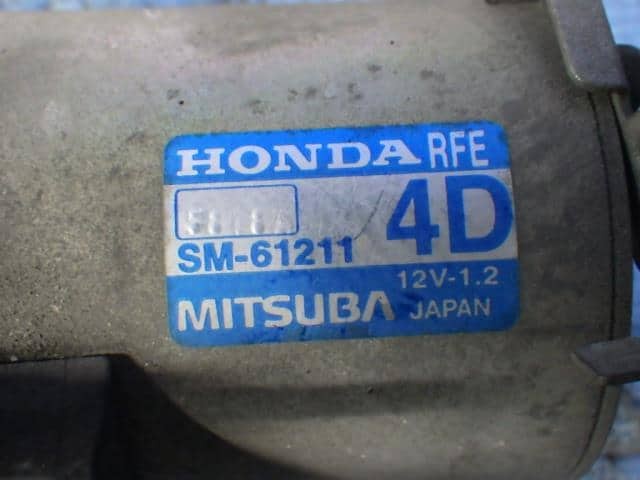 HONDA RFE
4D
SM-61211
12V-1.2
MITSUBA JAPAN